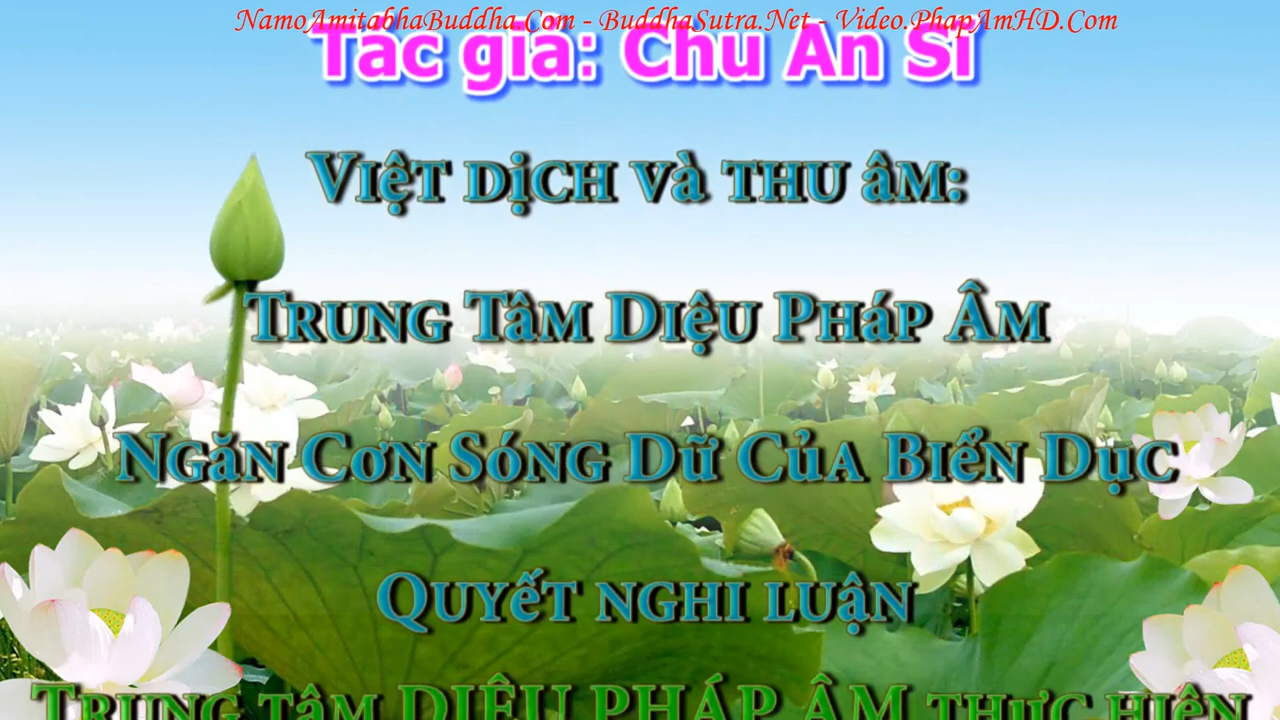 NamoAmitabhaBuddha.Com - BuddhaSutra.Net - Video.PhapAmHD.Com
Tác giả: Chu An Sĩ
Việt dịch và thu âm:
Trung Tâm Diệu Pháp Âm
Ngăn Cơn Sóng Dữ Của Biển Dục
Quyết nghi luận
Trung tâm DIỆU PHÁP ÂM thực hiện